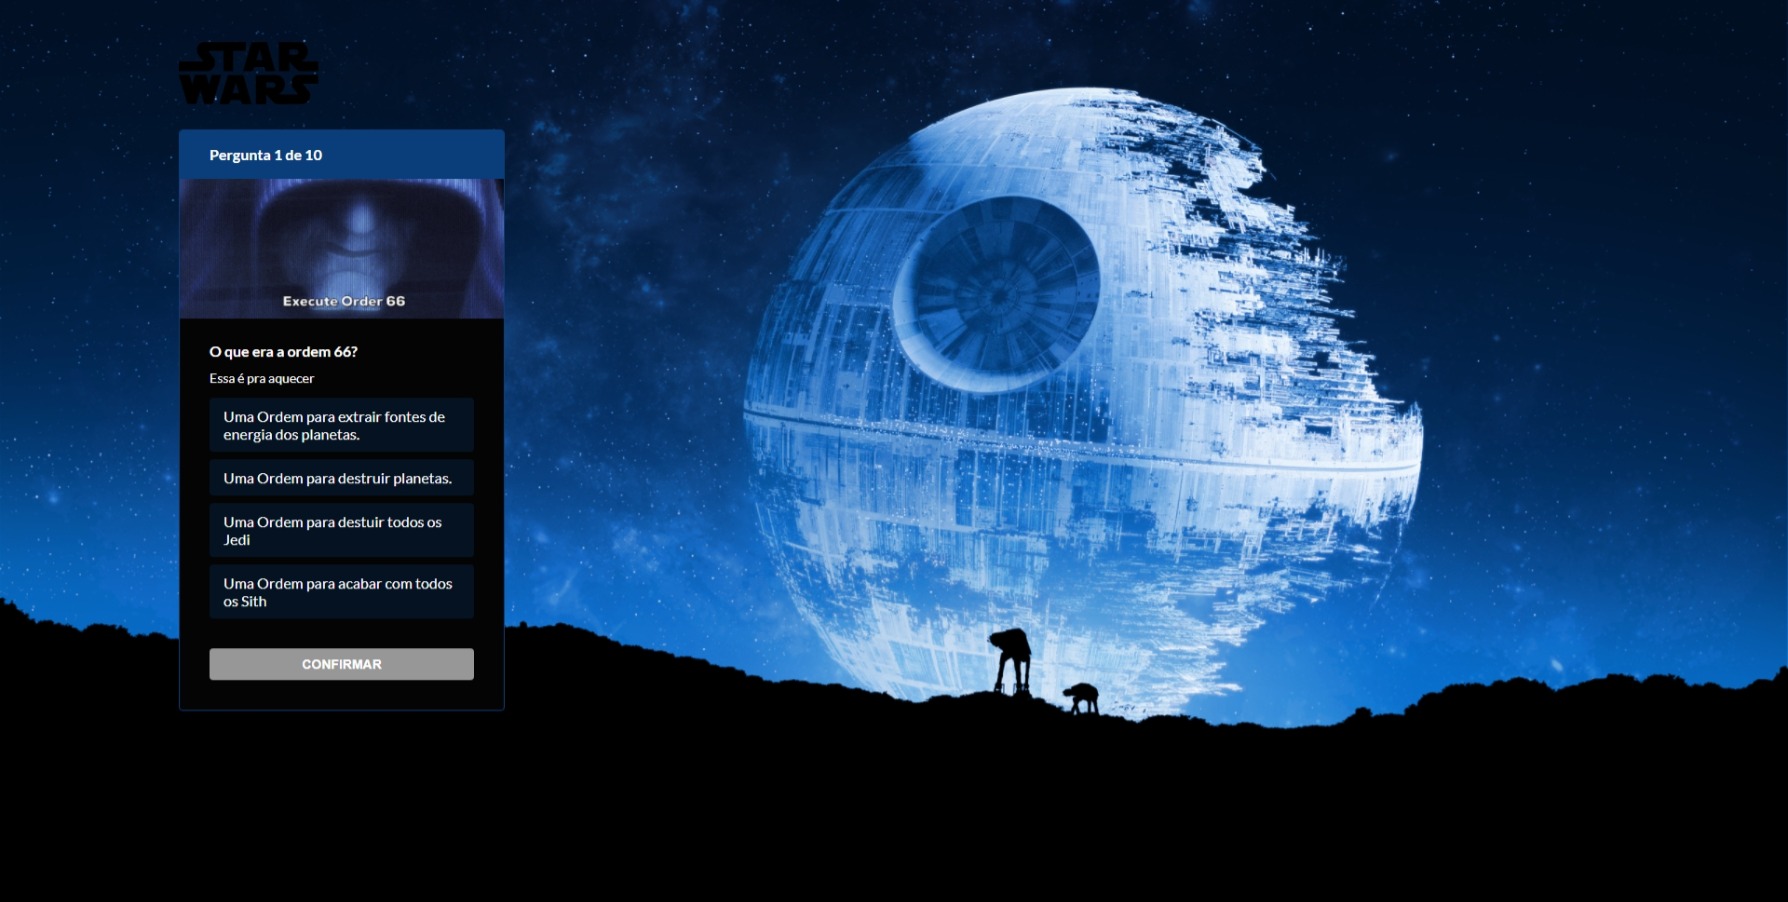 STAR
WARS
Pergunta 1 de 10
Execute Order 66
O que era a ordem 66?
Essa é pra aquecer
Uma Ordem para extrair fontes de
energia dos planetas.
Uma Ordem para destruir planetas.
Uma Ordem para destuir todos os
Jedi
Uma Ordem para acabar com todos
os Sith
CONFIRMAR